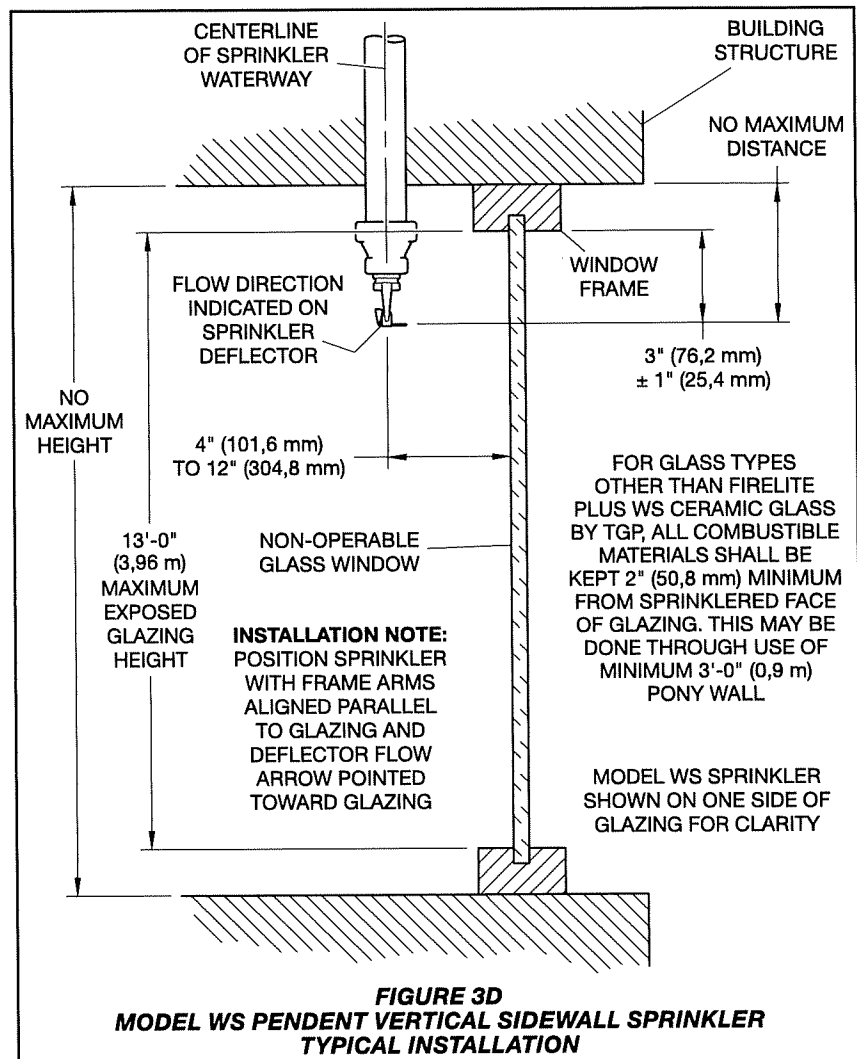 CENTERLINE
OF SPRINKLER
WATERWAY
BUILDING
STRUCTURE
NO MAXIMUM
DISTANCE
WINDOW
FRAME
FLOW DIRECTION
INDICATED ON
SPRINKLER
DEFLECTOR
3" (76,2 mm)
± 1" (25,4 mm)
NO
MAXIMUM
HEIGHT
4" (101,6 mm)
TO 12" (304,8 mm)
13'-0"
(3,96 m)
MAXIMUM
EXPOSED
GLAZING
HEIGHT
NON-OPERABLE
GLASS WINDOW
FOR GLASS TYPES
OTHER THAN FIRELITE
PLUS WS CERAMIC GLASS
BY TGP, ALL COMBUSTIBLE
MATERIALS SHALL BE
KEPT 2" (50,8 mm) MINIMUM
FROM SPRINKLERED FACE
OF GLAZING. THIS MAY BE
DONE THROUGH USE OF
MINIMUM 3'-0" (0,9 m)
PONY WALL
INSTALLATION NOTE:
POSITION SPRINKLER
WITH FRAME ARMS
ALIGNED PARALLEL
TO GLAZING AND
DEFLECTOR FLOW
ARROW POINTED
TOWARD GLAZING
MODEL WS SPRINKLER
SHOWN ON ONE SIDE OF
GLAZING FOR CLARITY
FIGURE 3D
MODEL WS PENDENT VERTICAL SIDEWALL SPRINKLER
TYPICAL INSTALLATION